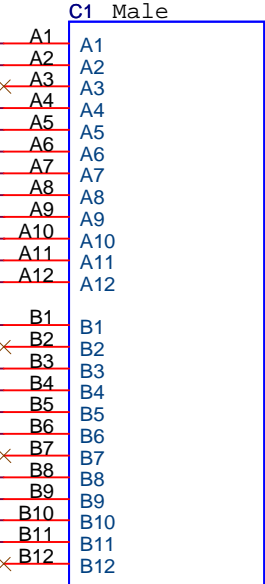 C1 Male
A1 A1
A2 A2
A3 A3
A4 A4
A5 A5
A6 A6
A7 A7
A8 A8
A9 A9
A10 A10
A11 A11
A12 A12
B1 B1
B2 B2
B3 B3
B4 B4
B5 B5
B6 B6
B7 B7
B8 B8
B9 B9
B10 B10
B11 B11
B12 B12